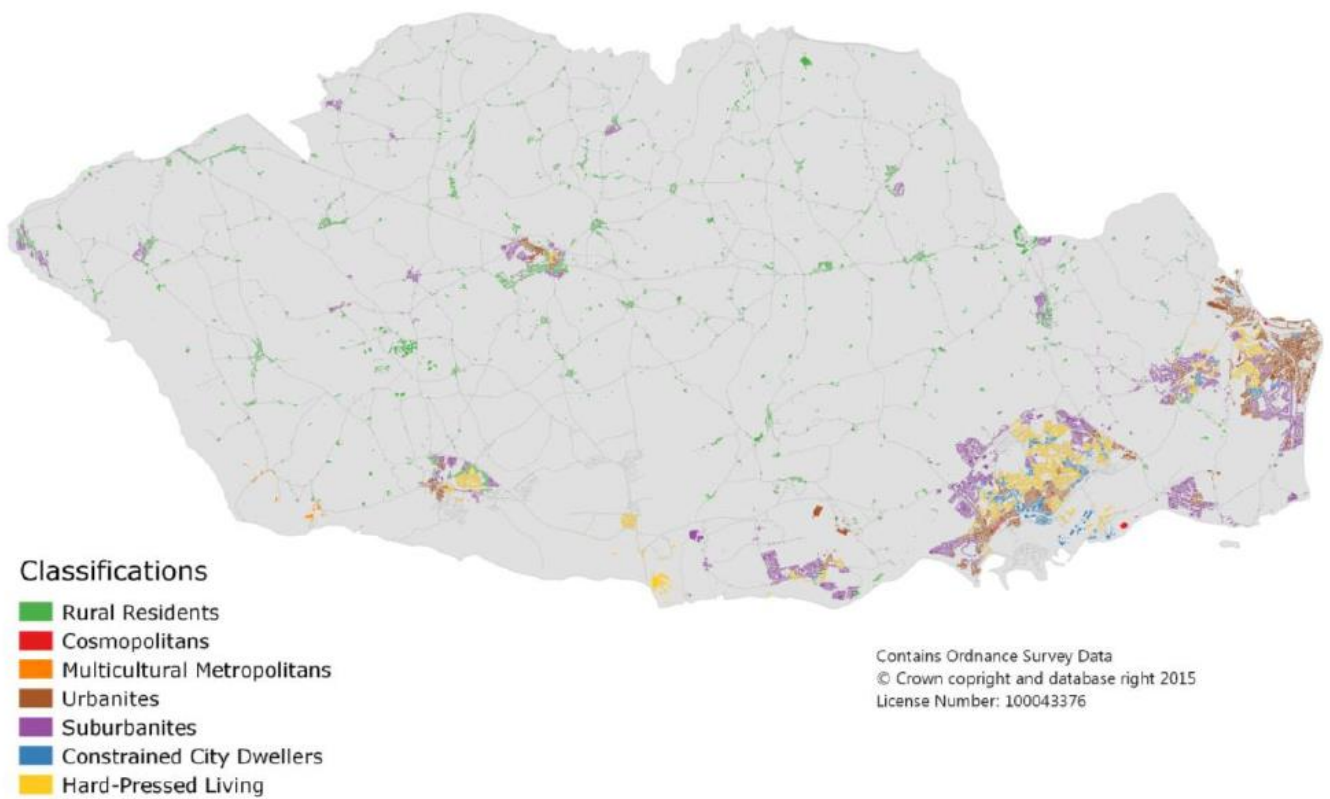 Classifications
Rural Residents
Cosmopolitans
Multicultural Metropolitans
Urbanites
Suburbanites
Constrained City Dwellers
Hard-Pressed Living
Contains Ordnance Survey Data
© Crown copright and database right 2015
License Number: 100043376